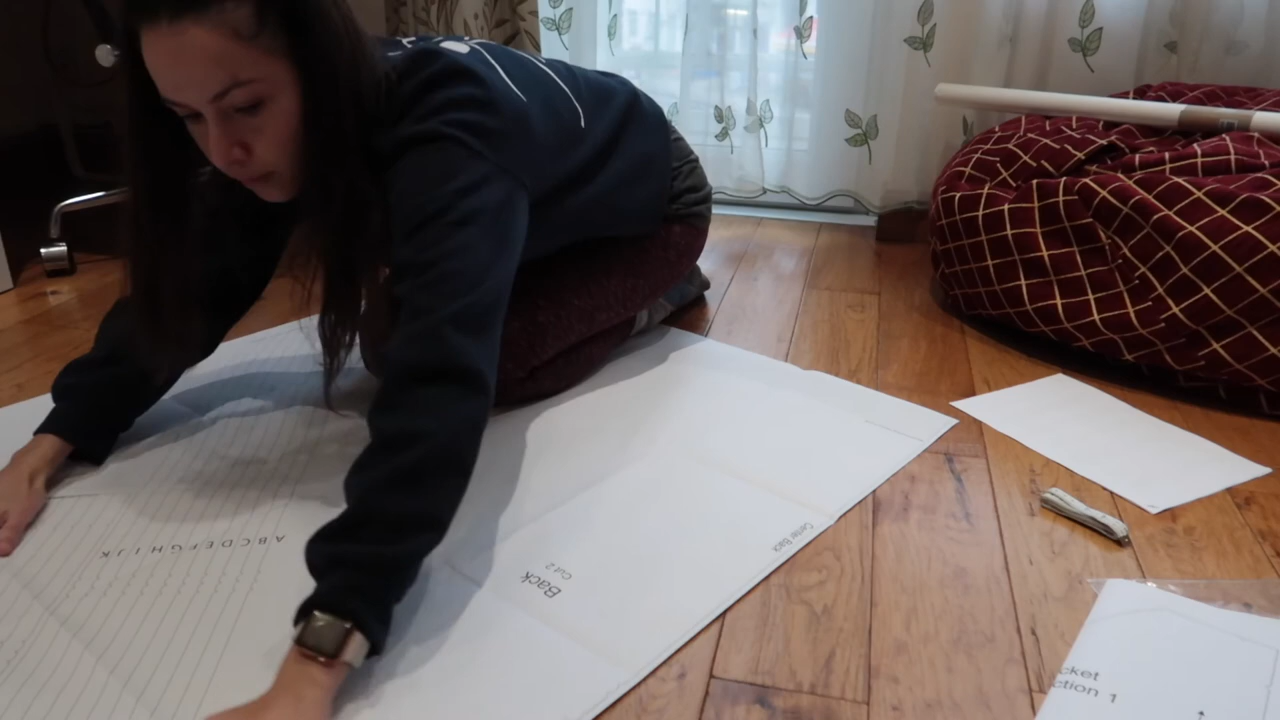 A B C D E F G H I J K
Back
Cut 2
Center Back
cket
ction 1